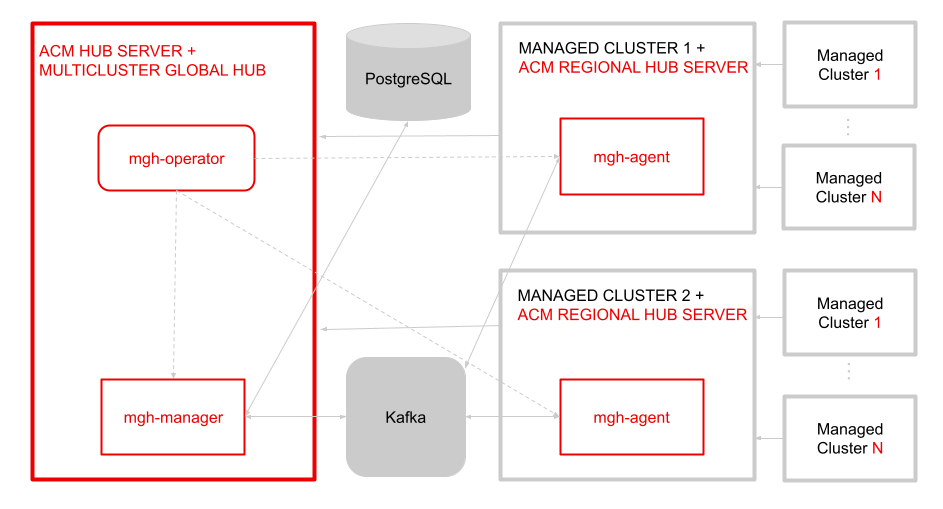 ACM HUB SERVER +
MULTICLUSTER GLOBAL HUB
mgh-operator
mgh-manager
PostgreSQL
Kafka
MANAGED CLUSTER 1 +
ACM REGIONAL HUB SERVER
mgh-agent
MANAGED CLUSTER 2 +
ACM REGIONAL HUB SERVER
mgh-agent
Managed
Cluster 1
Managed
Cluster N
Managed
Cluster 1
Managed
Cluster N